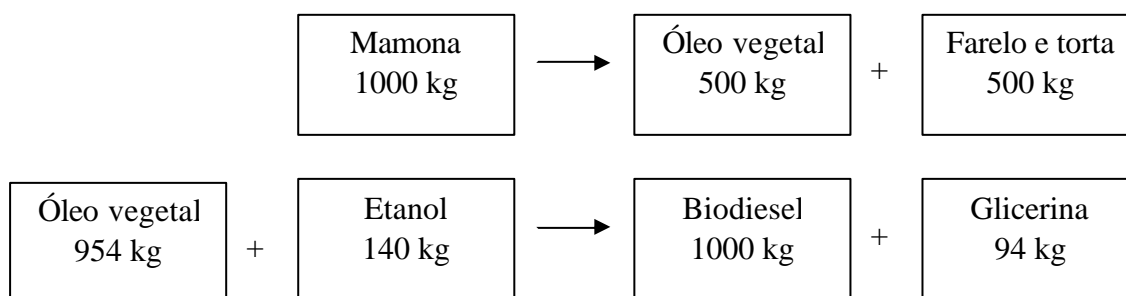 Mamona
1000 kg
Óleo vegetal
500 kg
+
Farelo e torta
500 kg
Óleo vegetal
954 kg
+
Etanol
140 kg
Biodiesel
1000 kg
+
Glicerina
94 kg